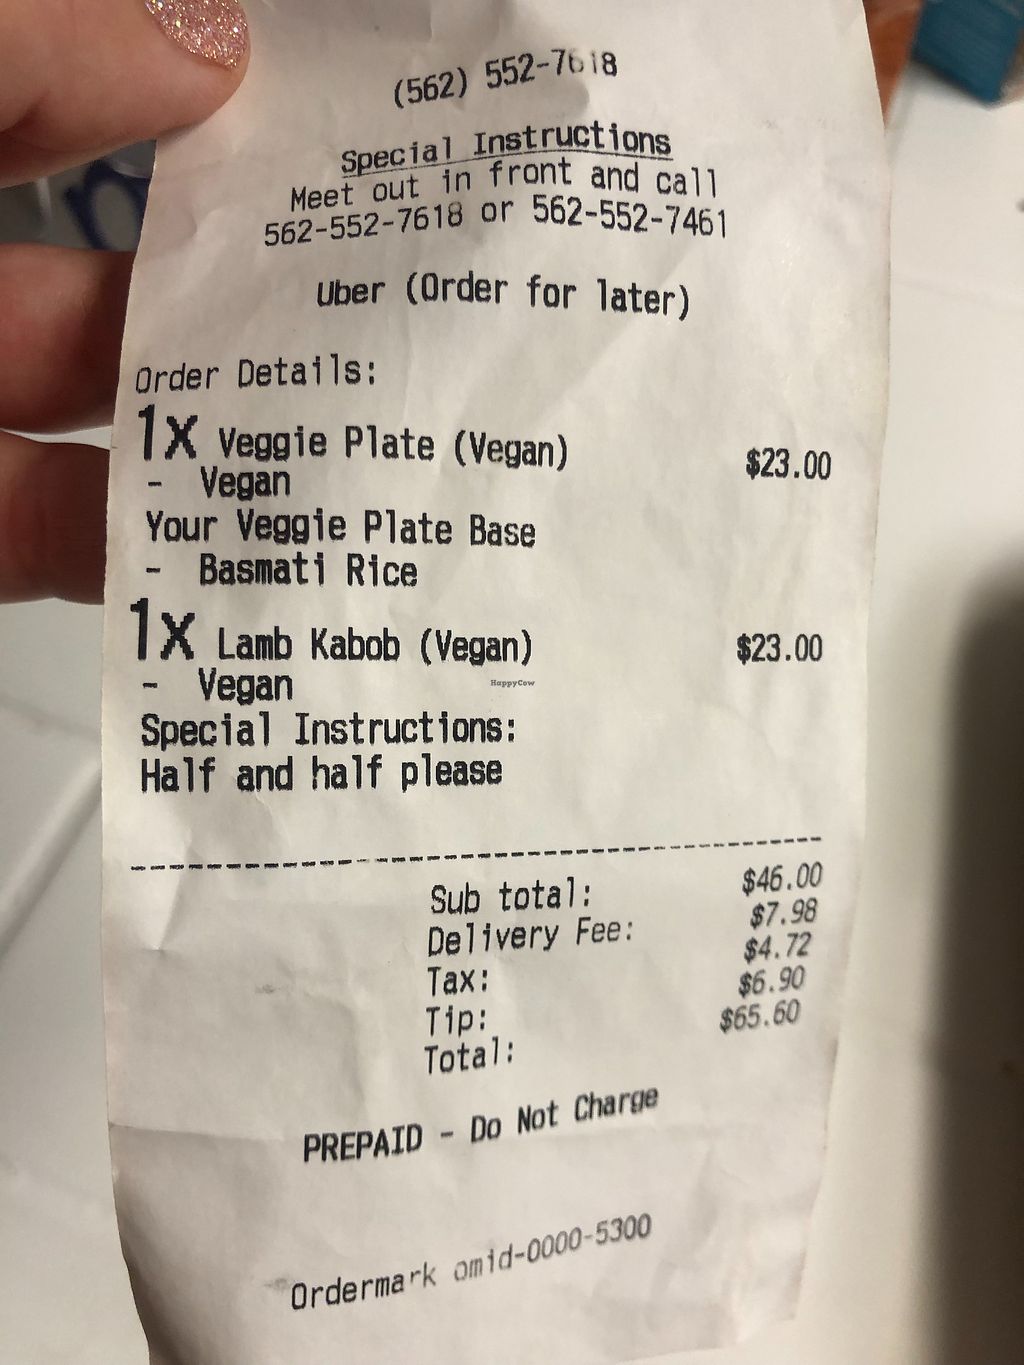 (562) 552-7618
Special Instructions
Meet out in front and call
562-552-7618 or 562-552-7461
Uber (Order for later)
Order Details:
1x Veggie Plate (Vegan) $23.00
- Vegan
Your Veggie Plate Base
- Basmati Rice
1x Lamb Kabob (Vegan) $23.00
- Vegan
HappyCow
Special Instructions:
Half and half please
Sub total: $46.00
Delivery Fee: $7.98
Tax: $4.72
Tip: $6.90
Total: $65.60
PREPAID - Do Not Charge
Ordermark omid-0000-5300